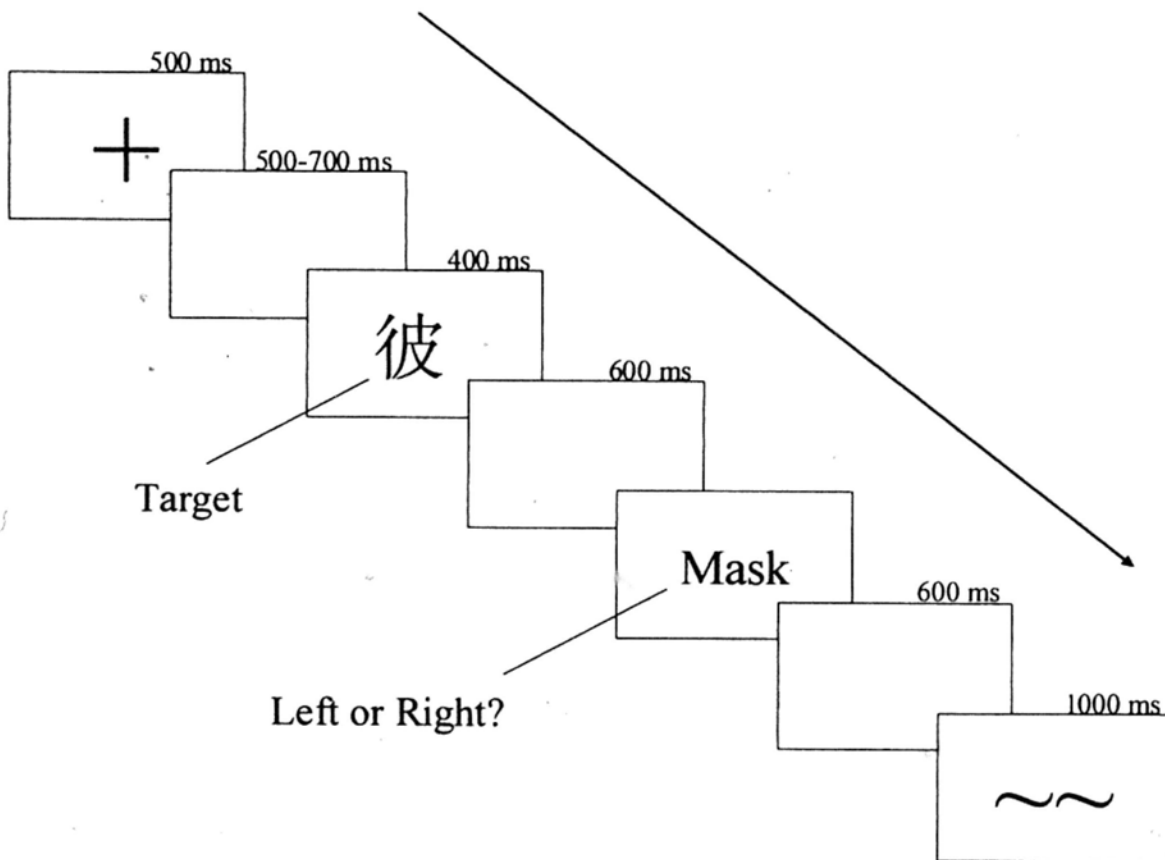 500 ms
+
500-700 ms
400 ms
彼
600 ms
Target
Mask
600 ms
Left or Right?
1000 ms
~~